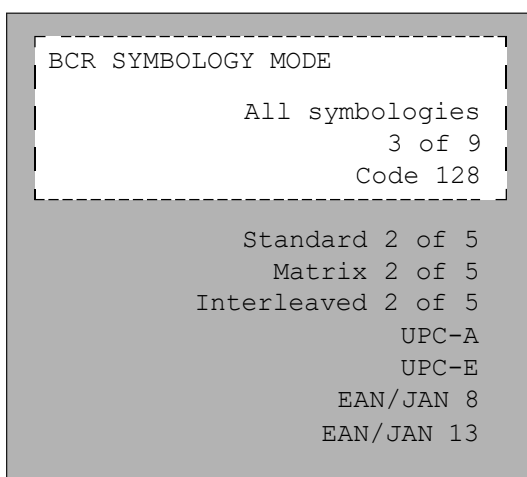 BCR SYMBOLOGY MODE
All symbologies
3 of 9
Code 128
Standard 2 of 5
Matrix 2 of 5
Interleaved 2 of 5
UPC-A
UPC-E
EAN/JAN 8
EAN/JAN 13